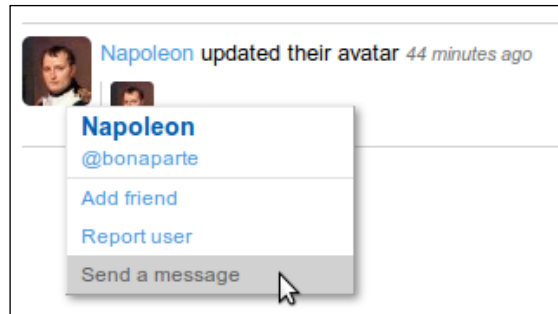 Napoleon updated their avatar 44 minutes ago
Napoleon
@bonaparte
Add friend
Report user
Send a message